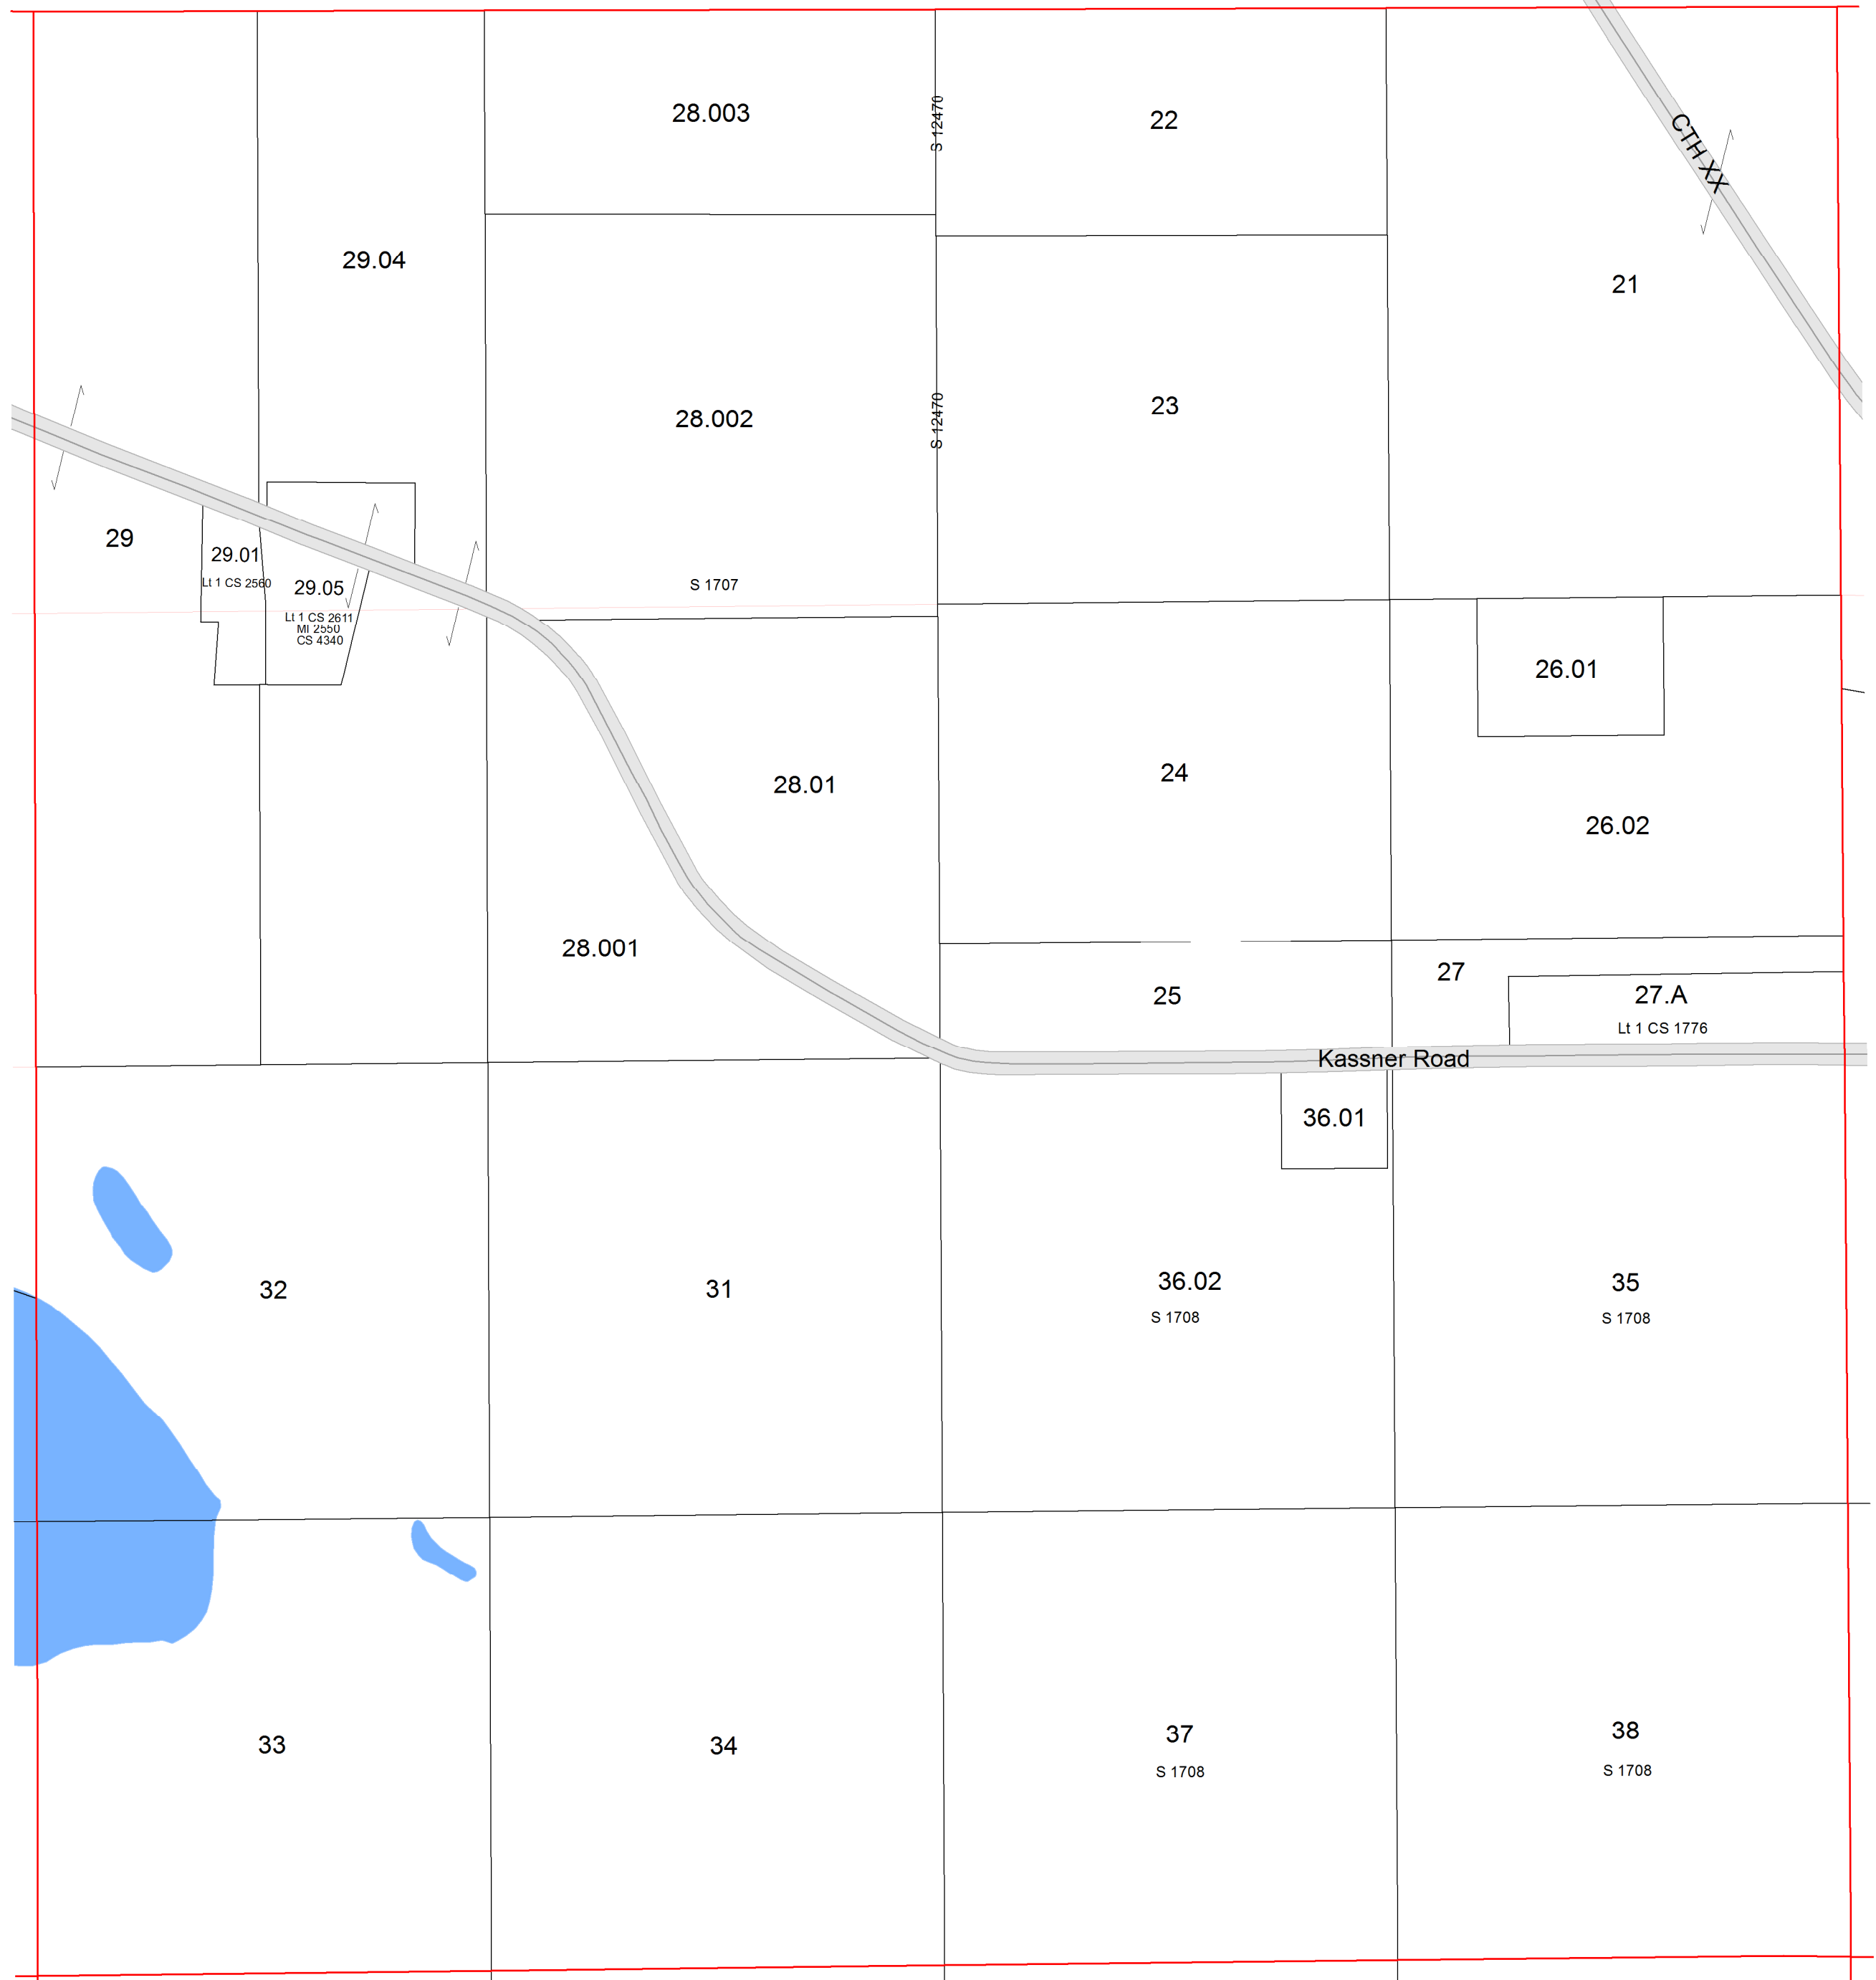 28.003
S 12470
22
CTH XX
29.04
21
28.002
S 12470
23
29
29.01
Lt 1 CS 2560
29.05
Lt 1 CS 2611
MI 2550
CS 4340
S 1707
26.01
28.01
24
26.02
28.001
25
27
27.A
Lt 1 CS 1776
Kassner Road
36.01
32
31
36.02
S 1708
35
S 1708
33
34
37
S 1708
38
S 1708